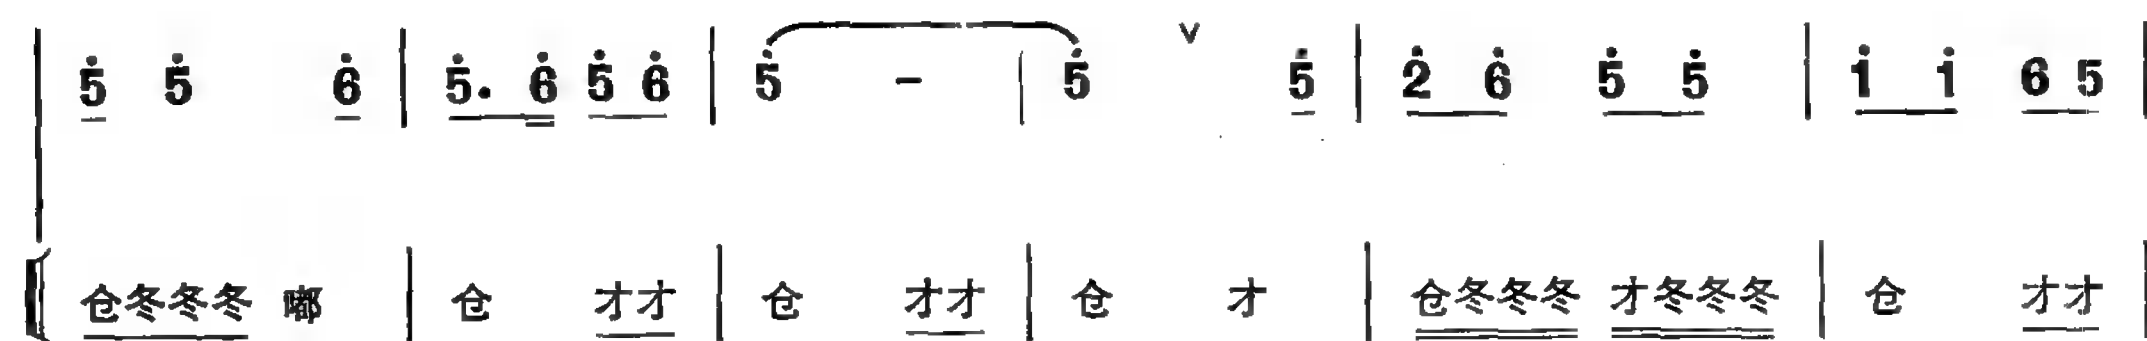 5̇ 5̇ 6̇ | 5̇. 6̇ 5̇ 6̇ | 5̇ - | 5̇ ∨ 5̇ | 2̇ 6̇ 5̇ 5̇ | 1̇ 1̇ 6 5 |
仓冬冬冬 嘟 | 仓 才才 | 仓 才才 | 仓 才 | 仓冬冬冬 才冬冬冬 | 仓 才才 |